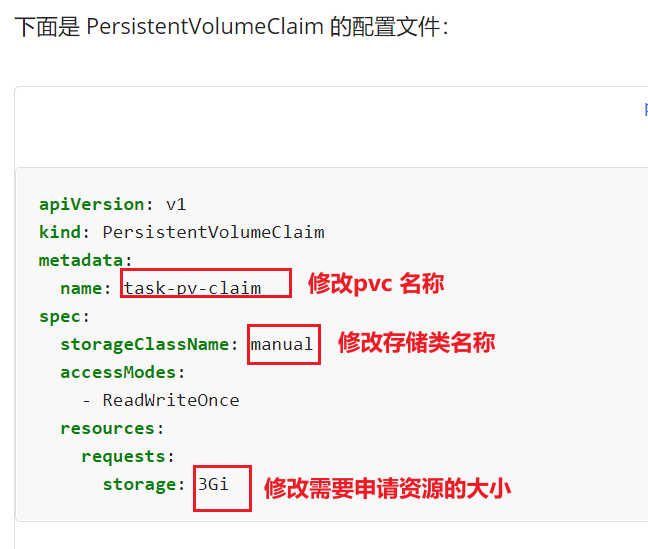 下面是 PersistentVolumeClaim 的配置文件：
apiVersion: v1
kind: PersistentVolumeClaim
metadata:
name: task-pv-claim 修改pvc 名称
spec:
storageClassName: manual 修改存储类名称
accessModes:
- ReadWriteOnce
resources:
requests:
storage: 3Gi 修改需要申请资源的大小